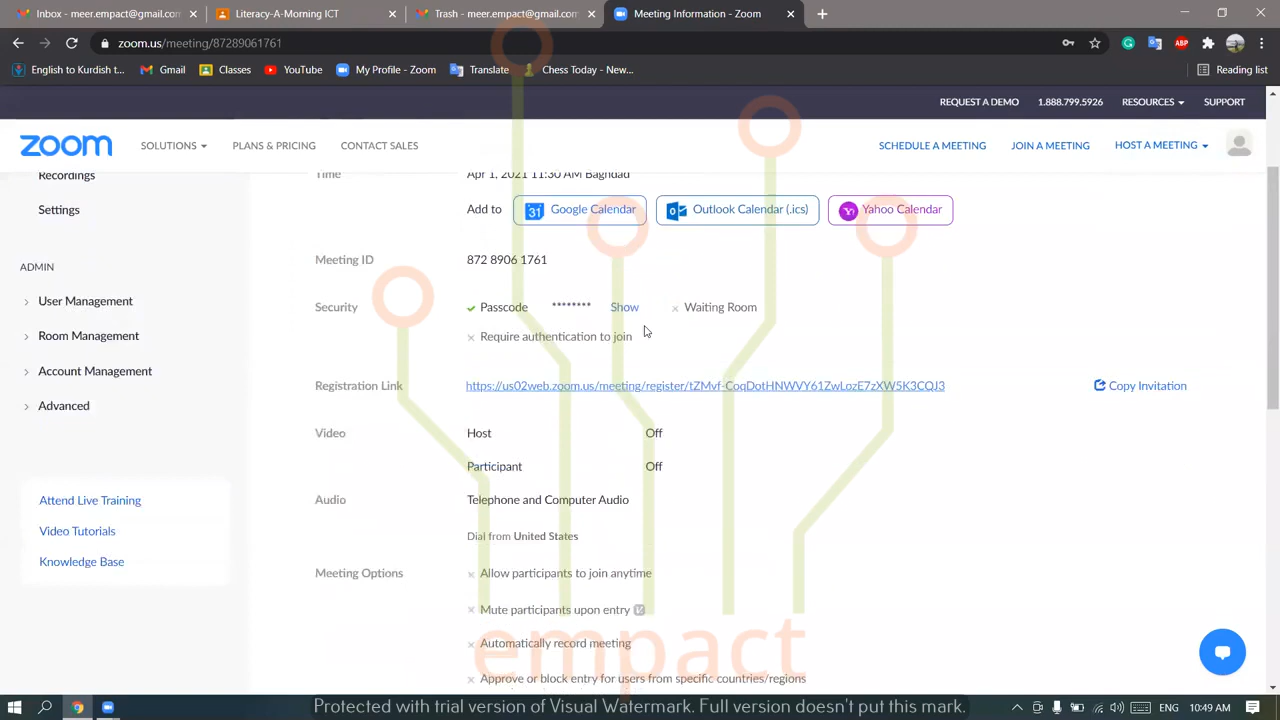 Inbox - meer.empact@gmail.com
Literacy-A-Morning ICT
Trash - meer.empact@gmail.com
Meeting Information - Zoom
zoom.us/meeting/87289061761
ABP
English to Kurdish tr...
Gmail
Classes
YouTube
My Profile - Zoom
Translate
Chess Today - New...
Reading list
REQUEST A DEMO
1.888.799.5926
RESOURCES
SUPPORT
zoom
SOLUTIONS
PLANS & PRICING
CONTACT SALES
SCHEDULE A MEETING
JOIN A MEETING
HOST A MEETING
Recordings
Settings
ADMIN
User Management
Room Management
Account Management
Advanced
Attend Live Training
Video Tutorials
Knowledge Base
Time Apr 1, 2021 11:30 AM Baghdad
Add to 31 Google Calendar Outlook Calendar (.ics) Yahoo Calendar
Meeting ID 872 8906 1761
Security Passcode ******** Show Waiting Room
Require authentication to join
Registration Link https://us02web.zoom.us/meeting/register/tZMvf-CoqDotHNWVY61ZwLozE7zXW5K3CQJ3 Copy Invitation
Video Host Off
Participant Off
Audio Telephone and Computer Audio
Dial from United States
Meeting Options Allow participants to join anytime
Mute participants upon entry
Automatically record meeting
Approve or block entry for users from specific countries/regions
empact
Protected with trial version of Visual Watermark. Full version doesn't put this mark.
ENG
10:49 AM